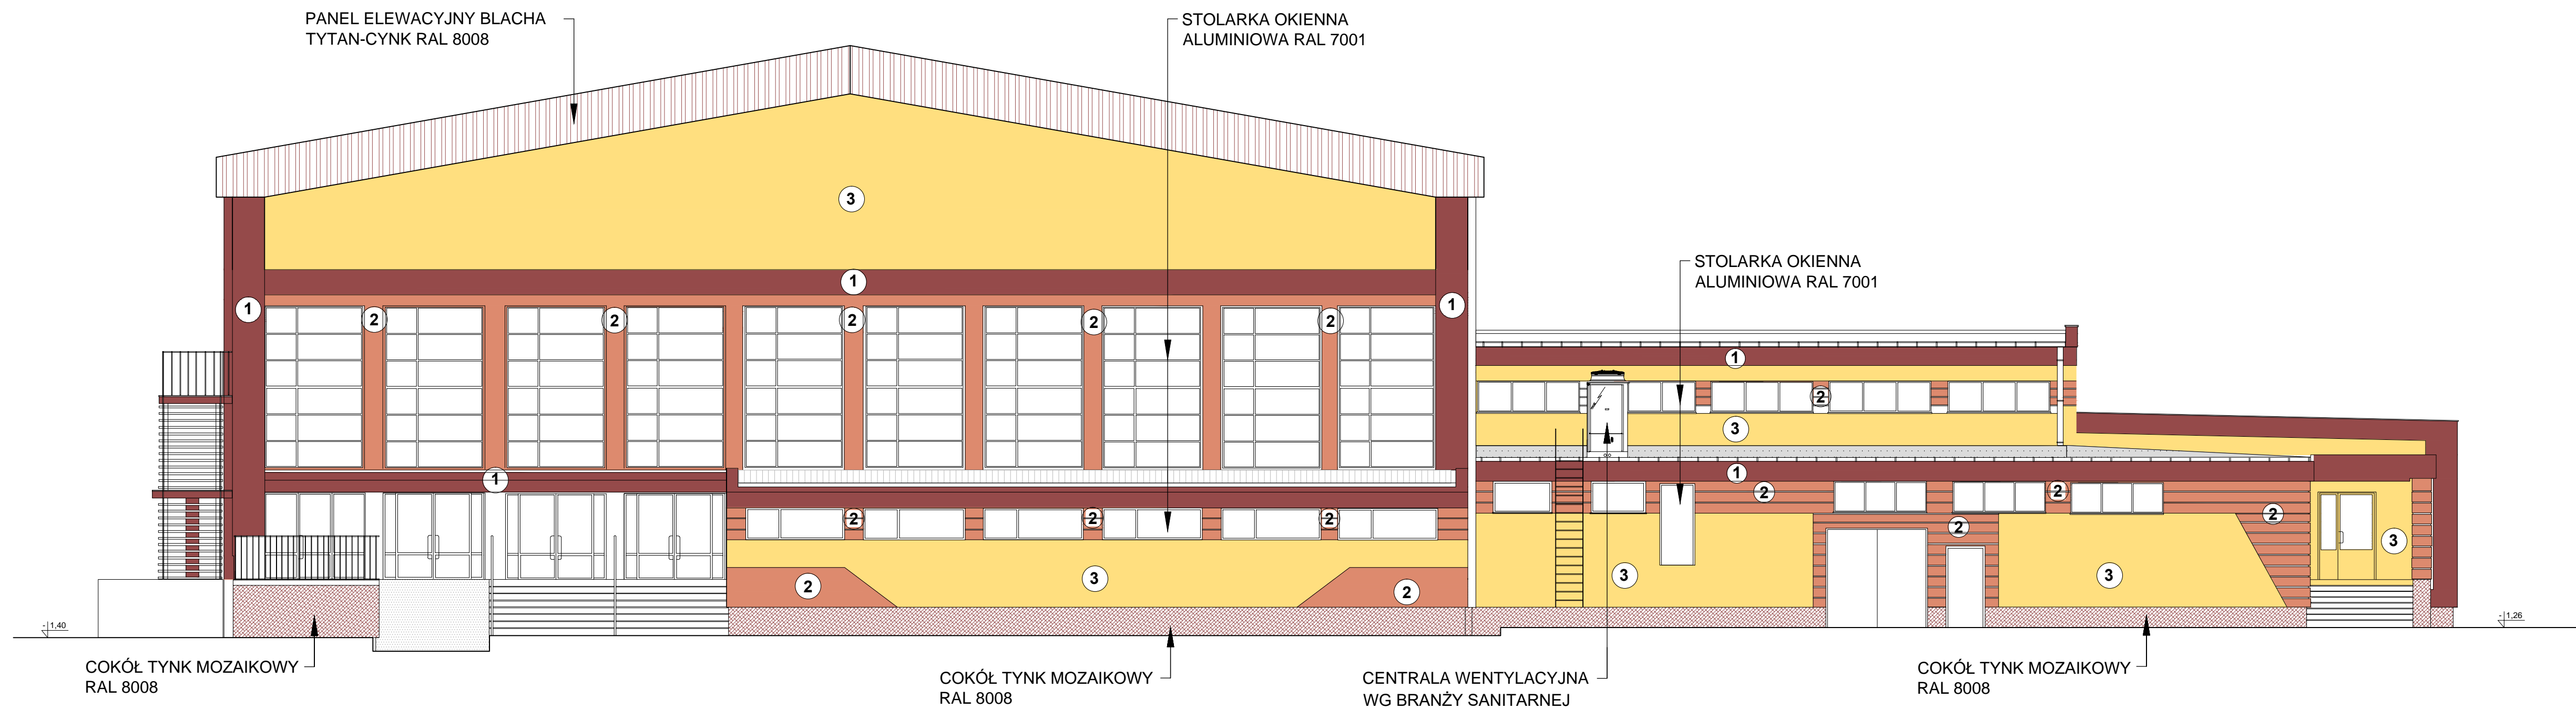 PANEL ELEWACYJNY BLACHA
TYTAN-CYNK RAL 8008
STOLARKA OKIENNA
ALUMINIOWA RAL 7001
3
STOLARKA OKIENNA
ALUMINIOWA RAL 7001
1
1
1
2
2
2
2
2
1
2
3
1
1
2
2
2
2
2
2
2
2
3
3
3
3
2
2
-1,40
-1,26
COKÓŁ TYNK MOZAIKOWY
RAL 8008
COKÓŁ TYNK MOZAIKOWY
RAL 8008
CENTRALA WENTYLACYJNA
WG BRANŻY SANITARNEJ
COKÓŁ TYNK MOZAIKOWY
RAL 8008